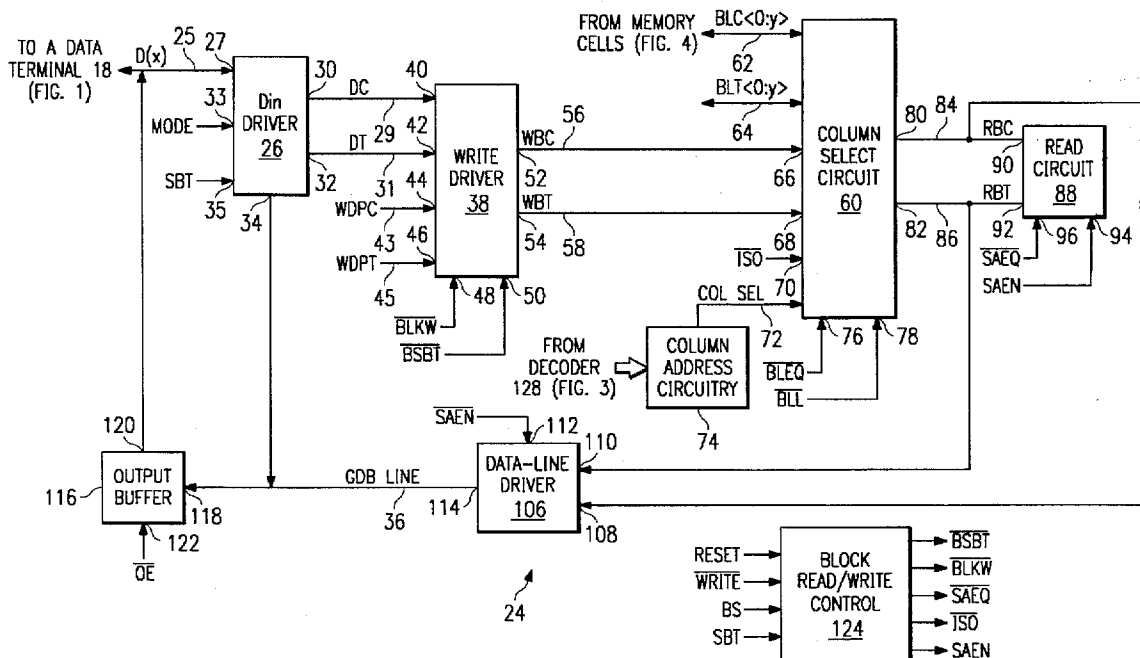 TO A DATA
TERMINAL 18
(FIG. 1)
D(x)
25
27
33
MODE
SBT
35
Din
DRIVER
26
30
DC
29
DT
32
31
34
40
42
44
WDPC
43
46
WDPT
45
WRITE
DRIVER
38
48
50
BLKW
BSBT
WBC
56
52
WBT
54
58
FROM MEMORY
CELLS (FIG. 4)
BLC<0:y>
62
BLT<0:y>
64
66
68
ISO
70
COL SEL
72
COLUMN
SELECT
CIRCUIT
60
76
78
BLEQ
BLL
80
84
82
86
RBC
90
RBT
92
READ
CIRCUIT
88
96
94
SAEQ
SAEN
FROM
DECODER
128 (FIG. 3)
COLUMN
ADDRESS
CIRCUITRY
74
SAEN
112
110
DATA-LINE
DRIVER
106
114
108
GDB LINE
36
120
OUTPUT
BUFFER
116
118
122
OE
24
RESET
WRITE
BS
SBT
BLOCK
READ/WRITE
CONTROL
124
BSBT
BLKW
SAEQ
ISO
SAEN